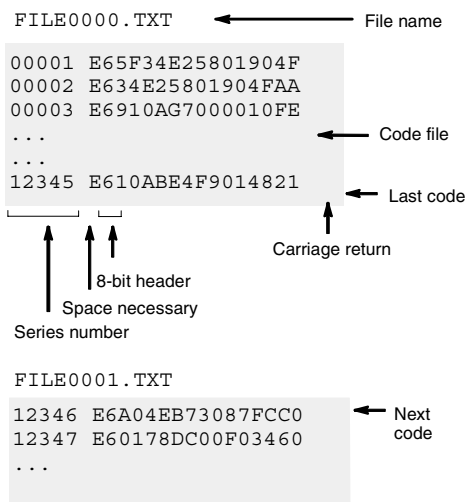 FILE0000.TXT
File name
00001 E65F34E25801904F
00002 E634E25801904FAA
00003 E6910AG7000010FE
...
Code file
...
12345 E610ABE4F9014821
Last code
Carriage return
8-bit header
Space necessary
Series number
FILE0001.TXT
12346 E6A04EB73087FCC0
12347 E60178DC00F03460
...
Next
code